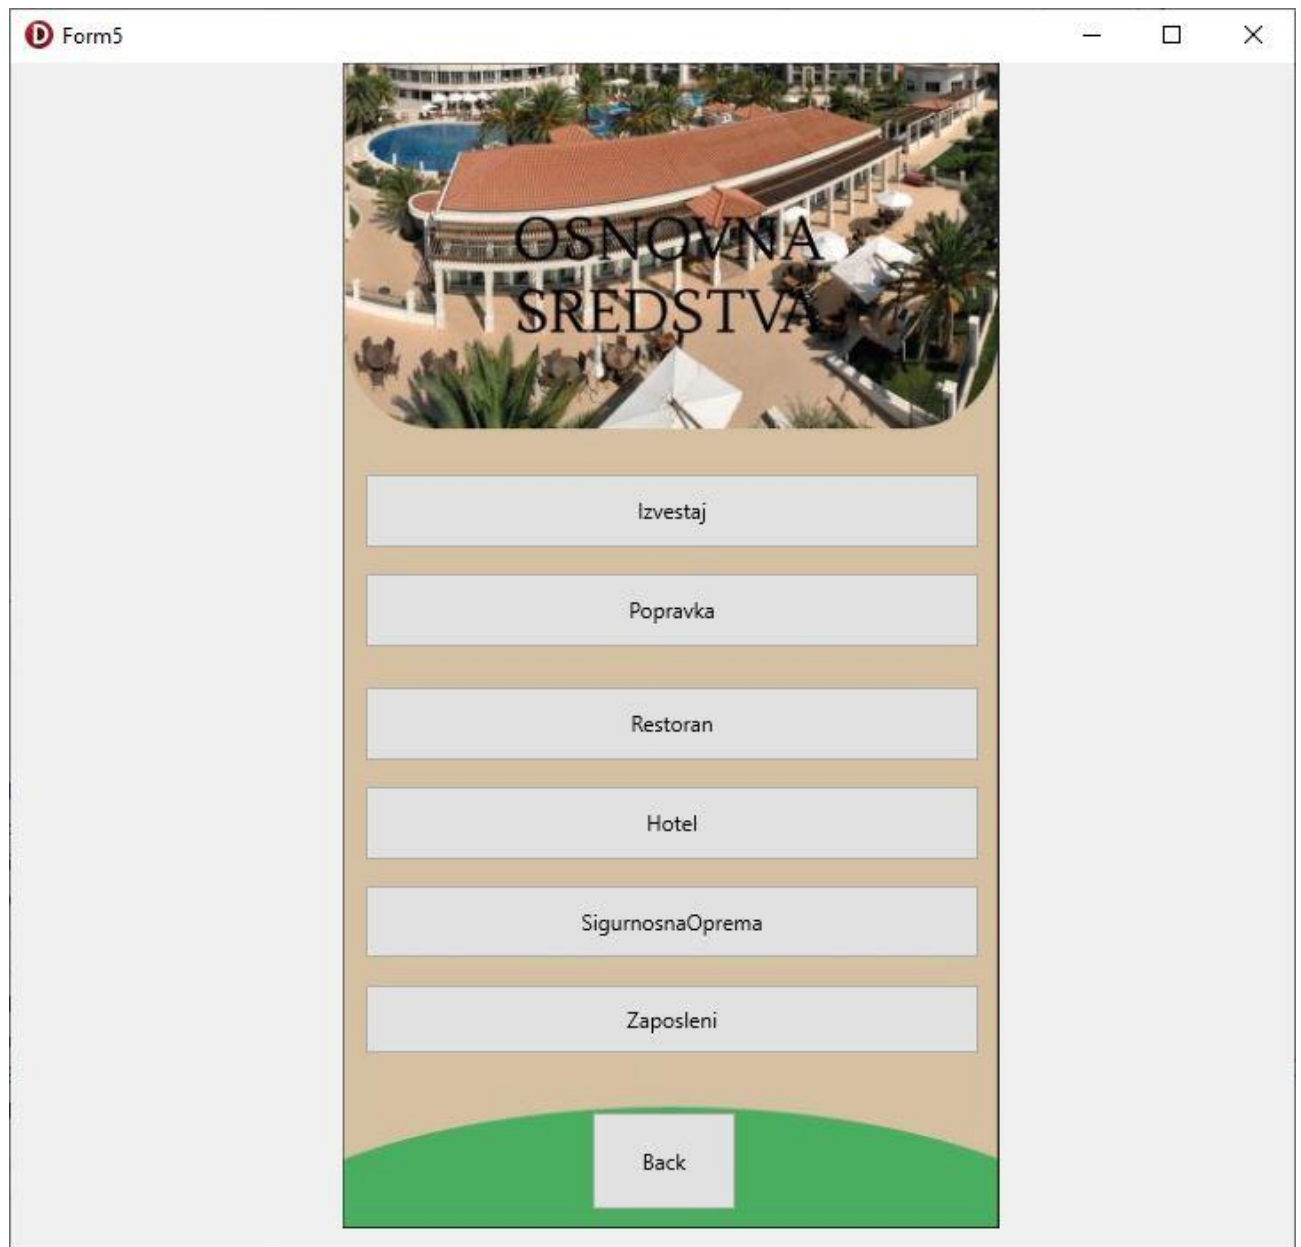 Form5
OSNOVNA
SREDSTVA
Izvestaj
Popravka
Restoran
Hotel
SigurnosnaOprema
Zaposleni
Back